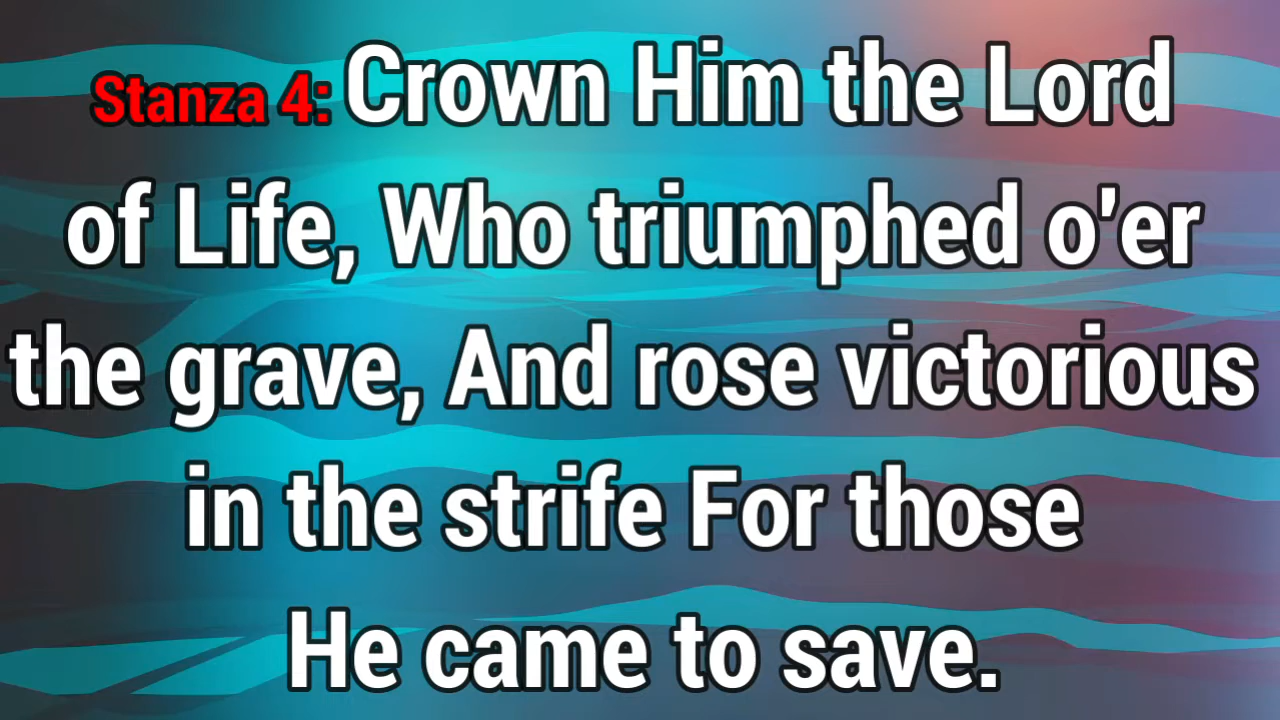 Stanza 4: Crown Him the Lord
of Life, Who triumphed o'er
the grave, And rose victorious
in the strife For those
He came to save.